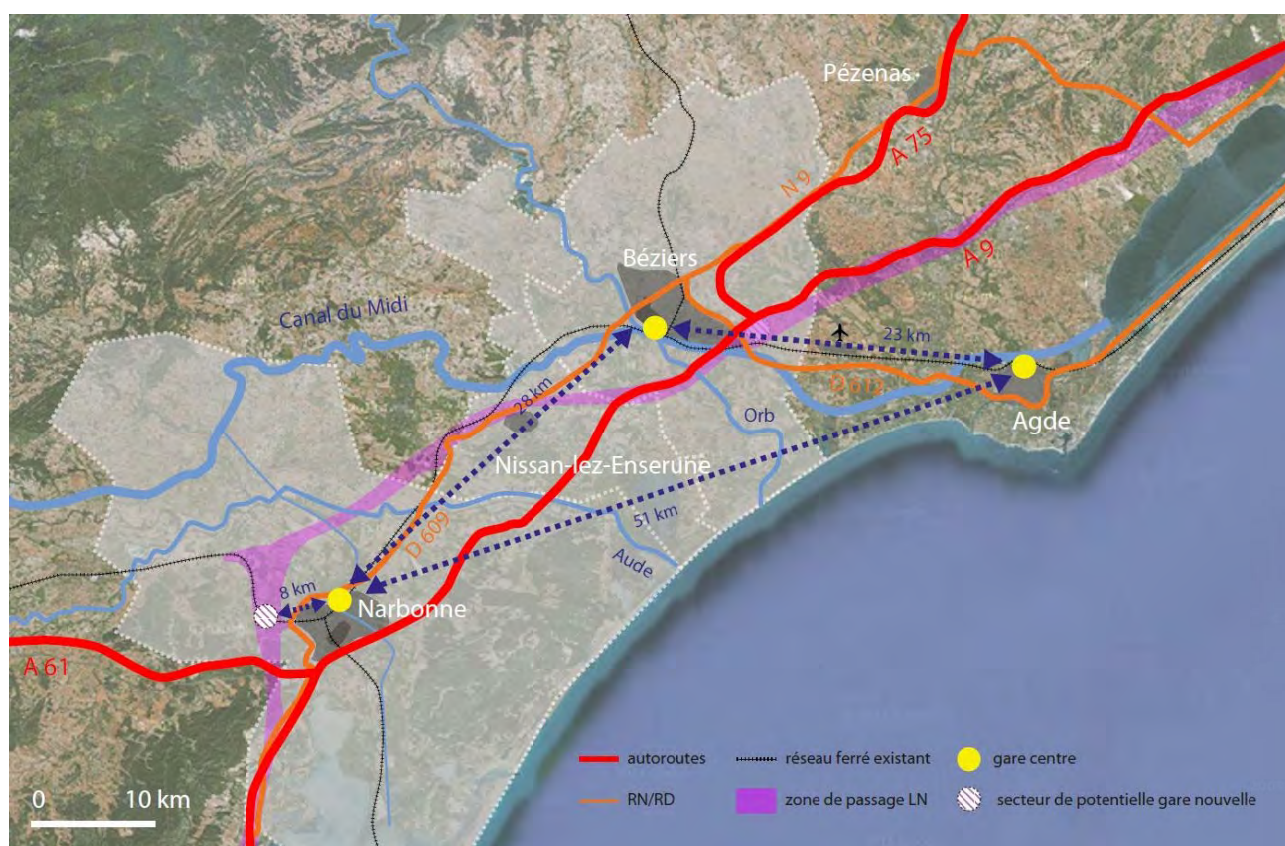 Pézenas
A 75
N 9
A 9
Béziers
Canal du Midi
23 km
28 km
D 612
Orb
Agde
Nissan-lez-Enserune
51 km
D 609
Aude
8 km
Narbonne
A 61
autoroutes
réseau ferré existant
gare centre
RN/RD
zone de passage LN
secteur de potentielle gare nouvelle
0 10 km